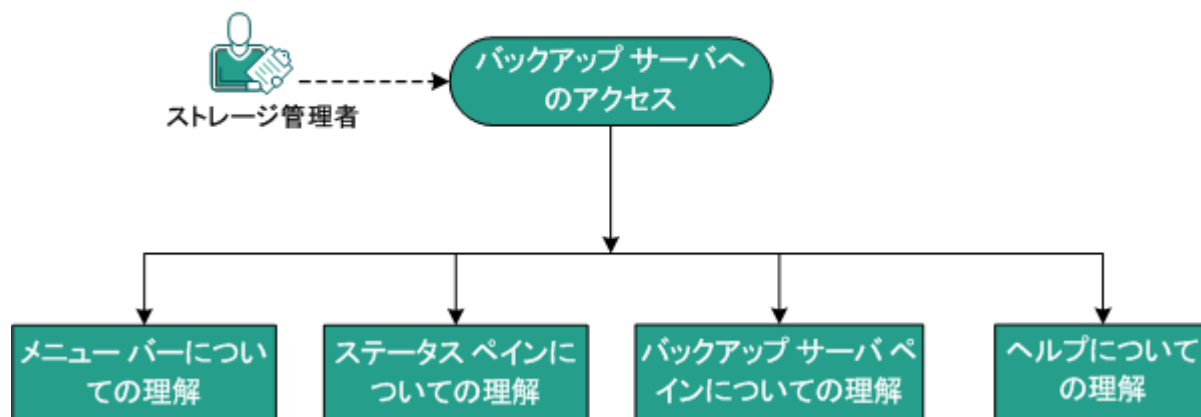 バックアップ サーバへ
のアクセス
ストレージ管理者
メニュー バーについ
ての理解
ステータス ペインに
ついての理解
バックアップ サーバ ペ
インについての理解
ヘルプについて
の理解